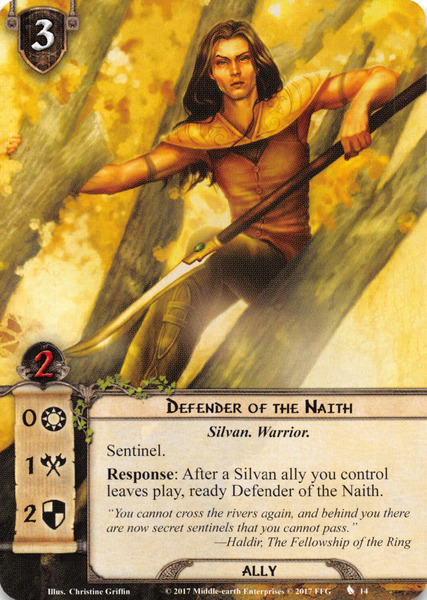 3
2
DEFENDER OF THE NAITH
0
Silvan. Warrior.
Sentinel.
1
Response: After a Silvan ally you control
leaves play, ready Defender of the Naith.
2
“You cannot cross the rivers again, and behind you there
are now secret sentinels that you cannot pass.”
—Haldir, The Fellowship of the Ring
ALLY
Illus. Christine Griffin © 2017 Middle-earth Enterprises © 2017 FFG 14